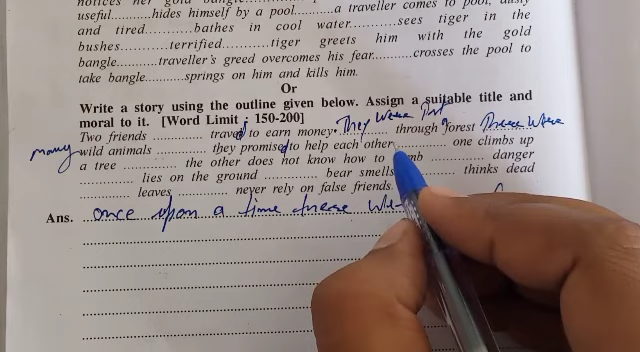 notices her gold bangle
useful..........hides himself by a pool..........a traveller comes to pool, dusty
and tired..........bathes in cool water..........sees tiger in the
bushes..........terrified..........tiger greets him with the gold
bangle..........traveller's greed overcomes his fear..........crosses the pool to
take bangle..........springs on him and kills him.
Or
Write a story using the outline given below. Assign a suitable title and
moral to it. [Word Limit : 150-200]
Two friends .......... travel to earn money. They were .......... through a forest there were
many wild animals .......... they promised to help each other .......... one climbs up
a tree .......... the other does not know how to .......... danger
.......... lies on the ground .......... bear smells .......... thinks dead
.......... leaves .......... never rely on false friends.
Ans. once upon a time there